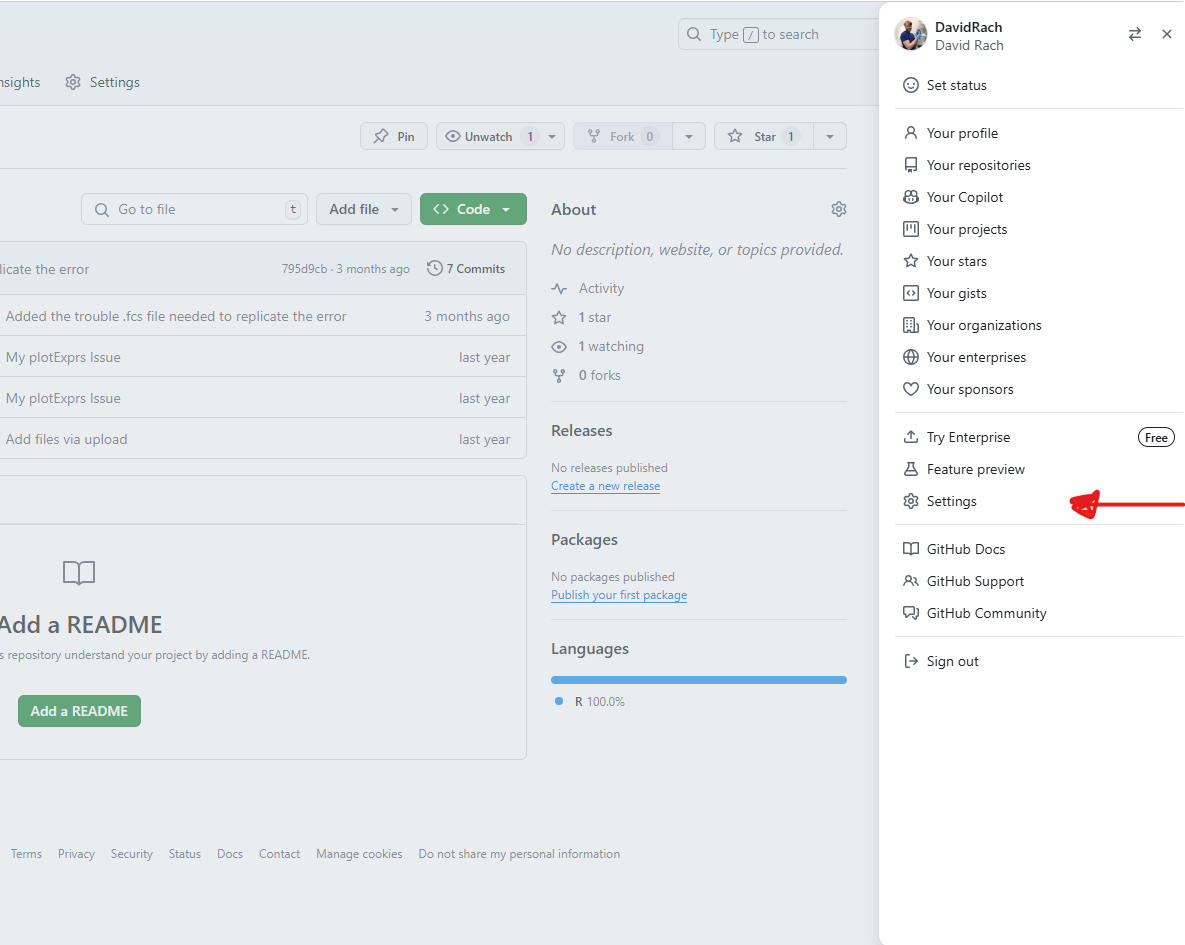 Type / to search
nsights
Settings
Pin
Unwatch 1
Fork 0
Star 1
Go to file
t
Add file
Code
licate the error
795d9cb · 3 months ago
7 Commits
Added the trouble .fcs file needed to replicate the error
3 months ago
My plotExprs Issue
last year
My plotExprs Issue
last year
Add files via upload
last year
Add a README
s repository understand your project by adding a README.
Add a README
About
No description, website, or topics provided.
Activity
1 star
1 watching
0 forks
Releases
No releases published
Create a new release
Packages
No packages published
Publish your first package
Languages
R 100.0%
Terms
Privacy
Security
Status
Docs
Contact
Manage cookies
Do not share my personal information
DavidRach
David Rach
Set status
Your profile
Your repositories
Your Copilot
Your projects
Your stars
Your gists
Your organizations
Your enterprises
Your sponsors
Try Enterprise
Free
Feature preview
Settings
GitHub Docs
GitHub Support
GitHub Community
Sign out